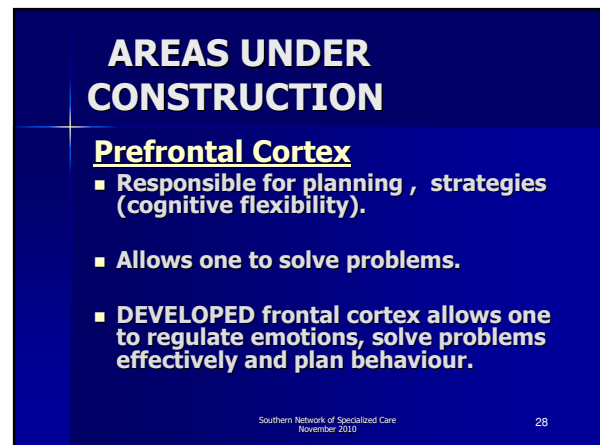 AREAS UNDER
CONSTRUCTION
Prefrontal Cortex
Responsible for planning , strategies
(cognitive flexibility).
Allows one to solve problems.
DEVELOPED frontal cortex allows one
to regulate emotions, solve problems
effectively and plan behaviour.
Southern Network of Specialized Care
November 2010
28